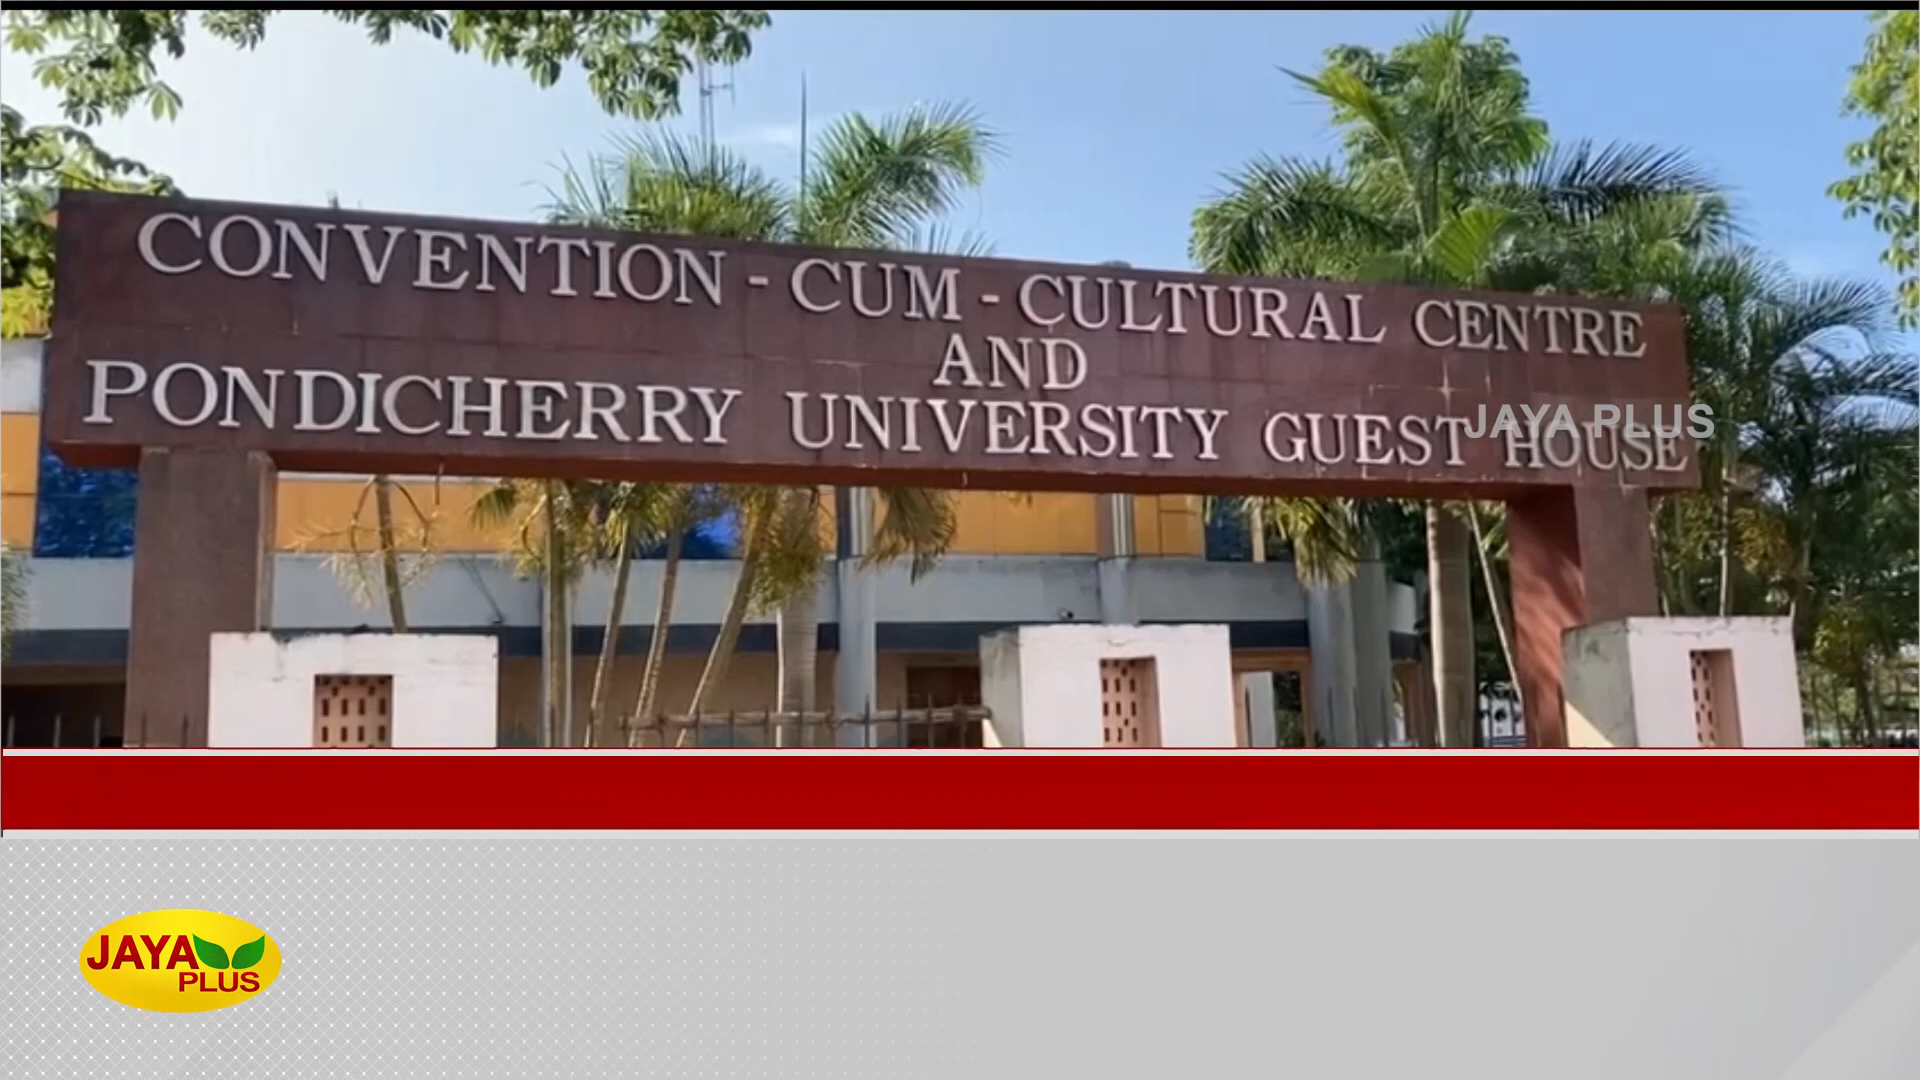 CONVENTION - CUM - CULTURAL CENTRE
AND
PONDICHERRY UNIVERSITY GUEST HOUSE
JAYA PLUS
JAYA
PLUS